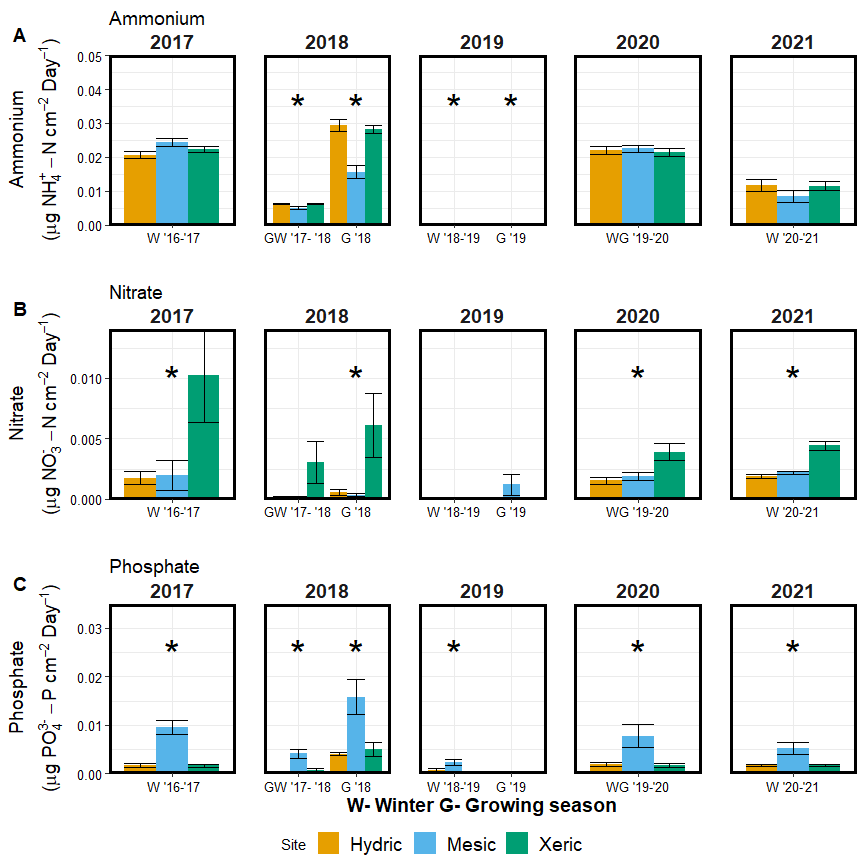 Ammonium
A
2017 2018 2019 2020 2021
Ammonium
(μg NH₄⁺ – N cm⁻² Day⁻¹)
0.05
0.04
0.03
0.02
0.01
0.00
* * * *
W '16-'17 GW '17- '18 G '18 W '18-'19 G '19 WG '19-'20 W '20-'21
Nitrate
B
2017 2018 2019 2020 2021
Nitrate
(μg NO₃⁻ – N cm⁻² Day⁻¹)
0.010
0.005
0.000
* * * *
W '16-'17 GW '17- '18 G '18 W '18-'19 G '19 WG '19-'20 W '20-'21
Phosphate
C
2017 2018 2019 2020 2021
Phosphate
(μg PO₄³⁻ – P cm⁻² Day⁻¹)
0.03
0.02
0.01
0.00
* * * * * *
W '16-'17 GW '17- '18 G '18 W '18-'19 G '19 WG '19-'20 W '20-'21
W- Winter G- Growing season
Site Hydric Mesic Xeric